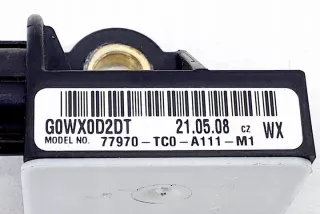 G0WX0D2DT 21.05.08 CZ WX
MODEL NO. 77970-TC0-A111-M1